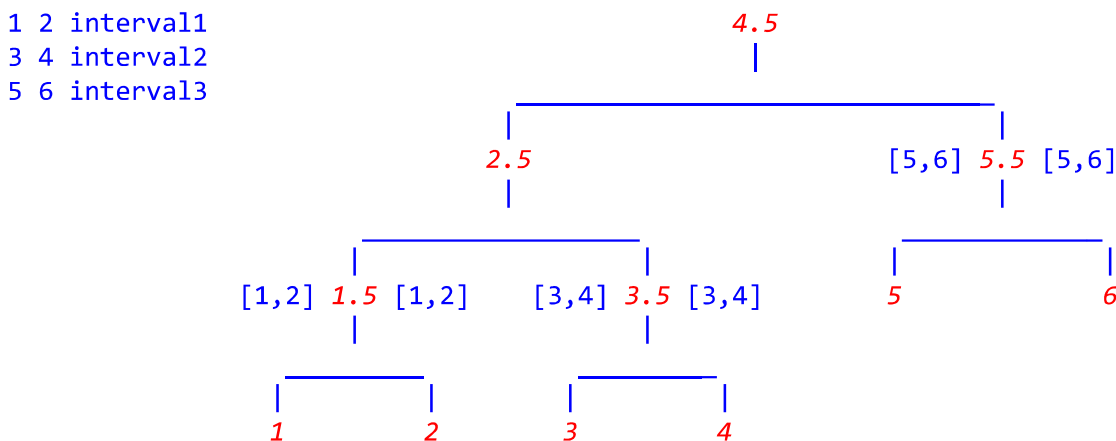 1 2 interval1
3 4 interval2
5 6 interval3
4.5
2.5
[5,6] 5.5 [5,6]
[1,2] 1.5 [1,2]
[3,4] 3.5 [3,4]
5
6
1
2
3
4